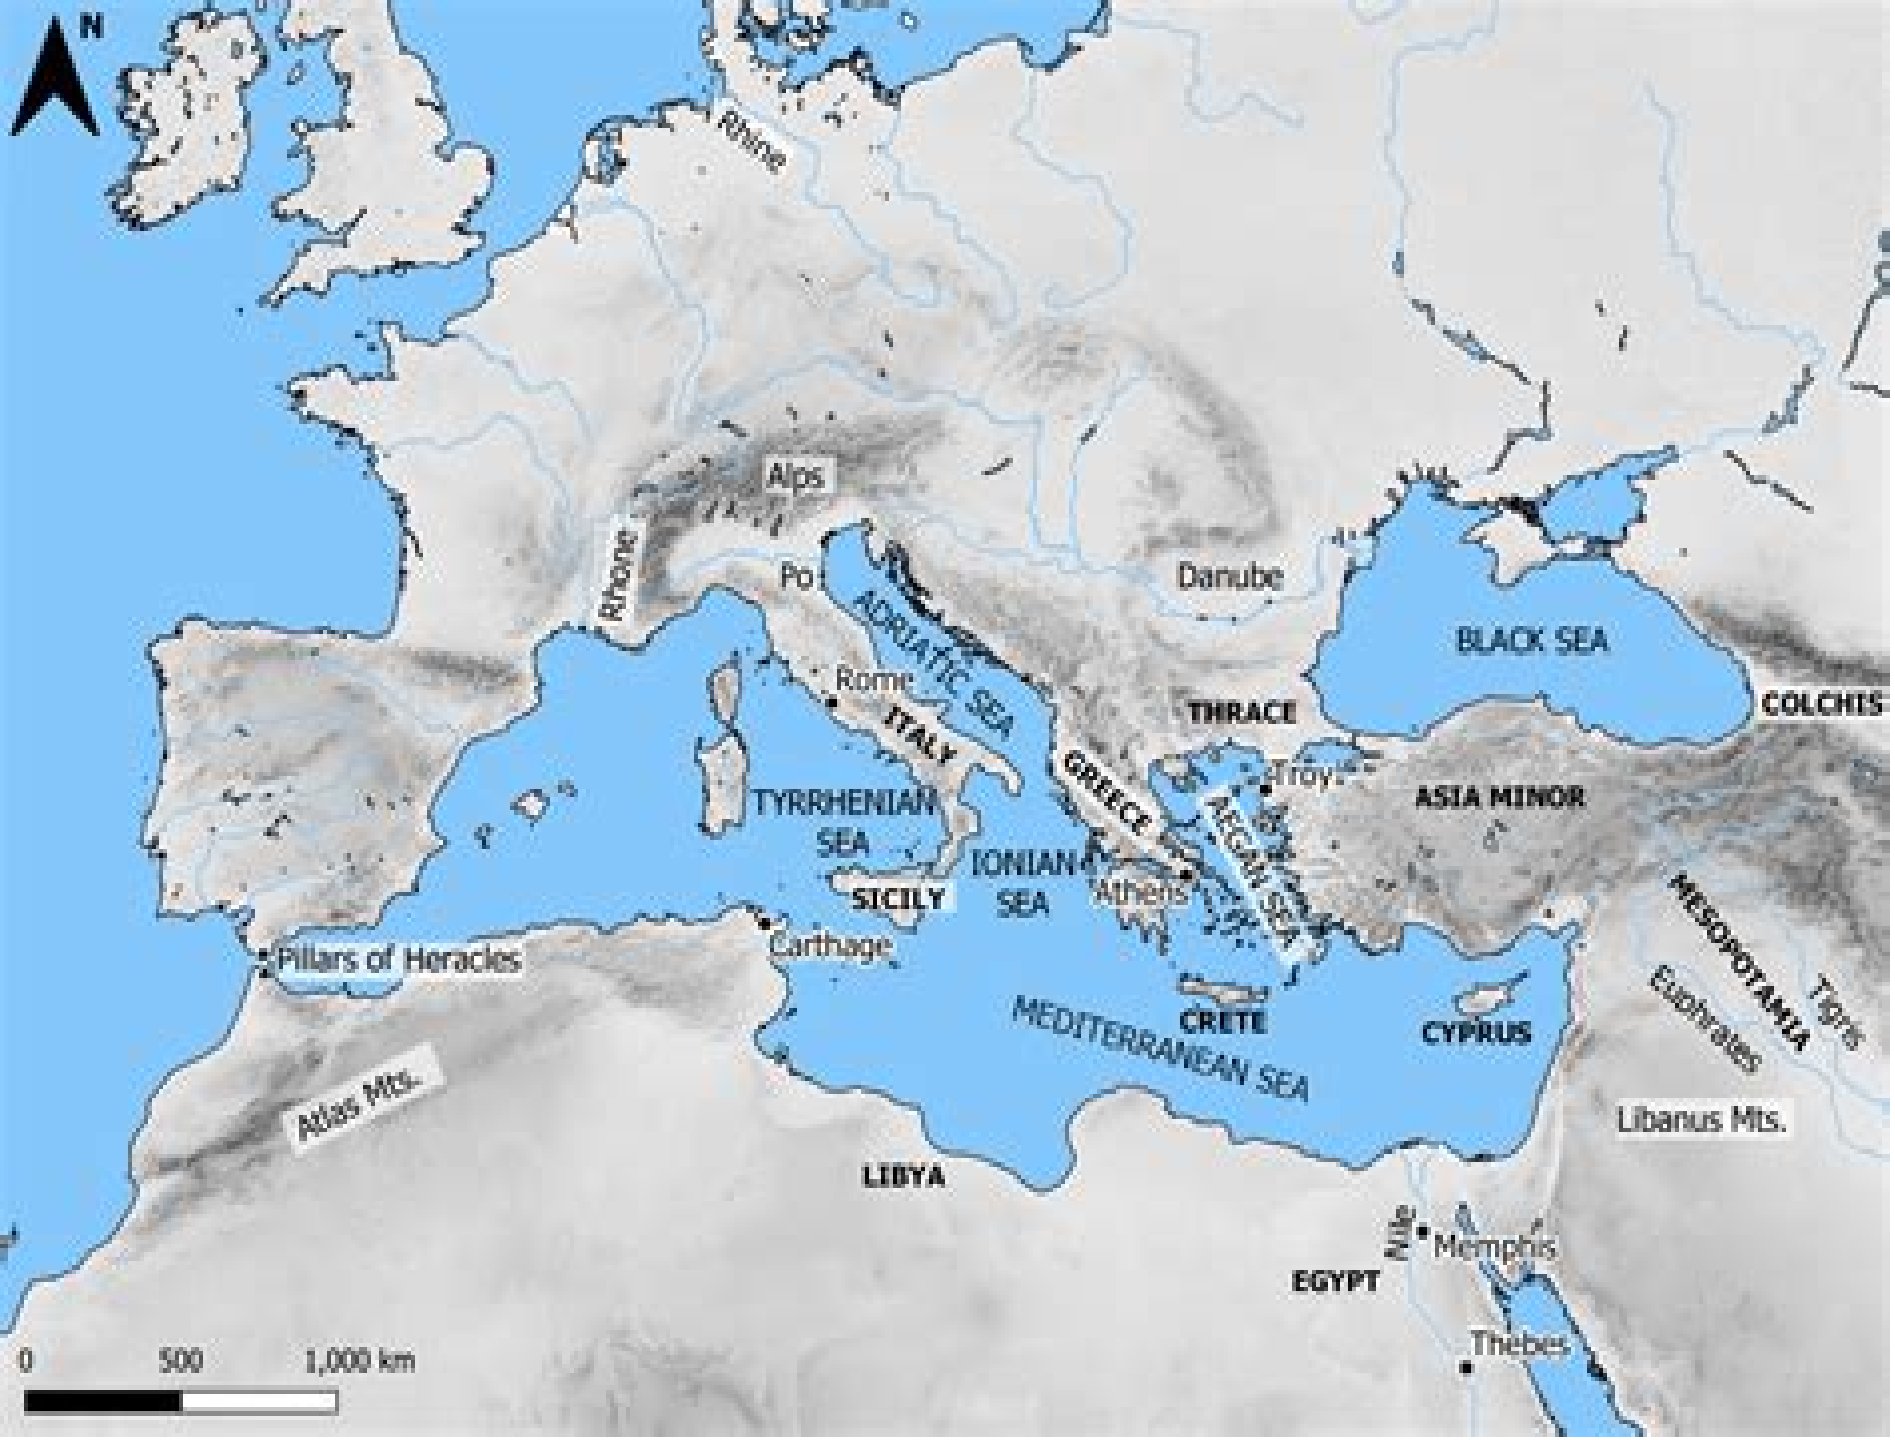 N
Rhine
Alps
Rhone
Po
Danube
ADRIATIC SEA
BLACK SEA
Rome
ITALY
THRACE
COLCHIS
GREECE
Troy
TYRRHENIAN
SEA
ASIA MINOR
AEGAN SEA
IONIAN
SEA
SICILY
Athens
MESOPOTAMIA
Carthage
Pillars of Heracles
Euphrates
Tigris
CRETE
CYPRUS
MEDITERRANEAN SEA
Atlas Mts.
Libanus Mts.
LIBYA
Nile
Memphis
EGYPT
Thebes
0 500 1,000 km